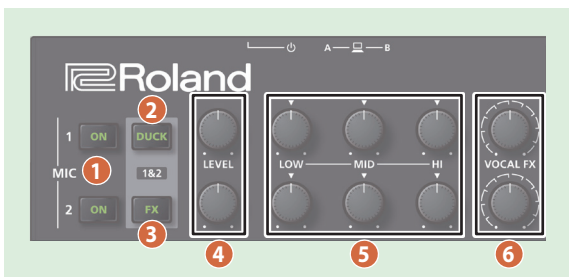 A B
Roland
2
1 ON DUCK
MIC 1 1&2 LEVEL LOW MID HI VOCAL FX
2 ON FX
3 4 5 6